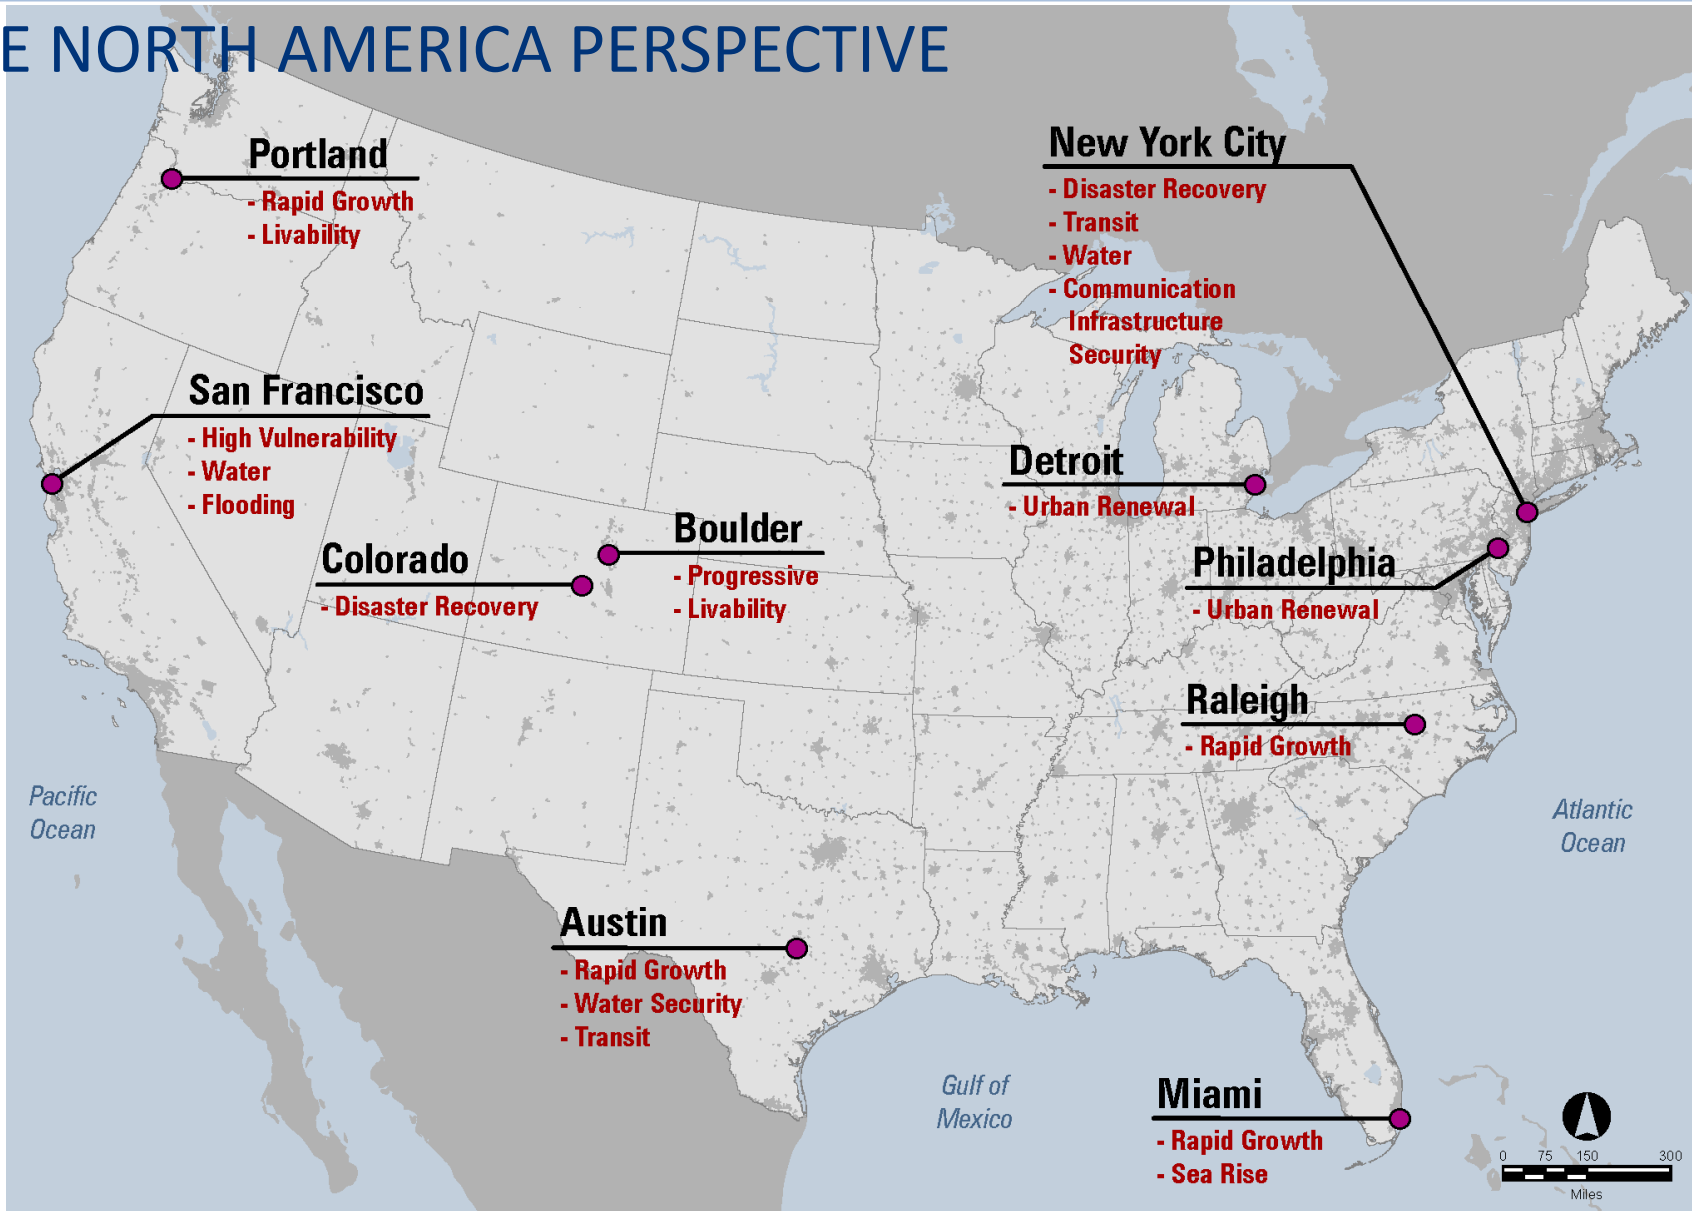 E NORTH AMERICA PERSPECTIVE
Portland
- Rapid Growth
- Livability
New York City
- Disaster Recovery
- Transit
- Water
- Communication
Infrastructure
Security
San Francisco
- High Vulnerability
- Water
- Flooding
Detroit
- Urban Renewal
Boulder
- Progressive
- Livability
Colorado
- Disaster Recovery
Philadelphia
- Urban Renewal
Raleigh
- Rapid Growth
Pacific
Ocean
Atlantic
Ocean
Austin
- Rapid Growth
- Water Security
- Transit
Gulf of
Mexico
Miami
- Rapid Growth
- Sea Rise
0 75 150 300
Miles